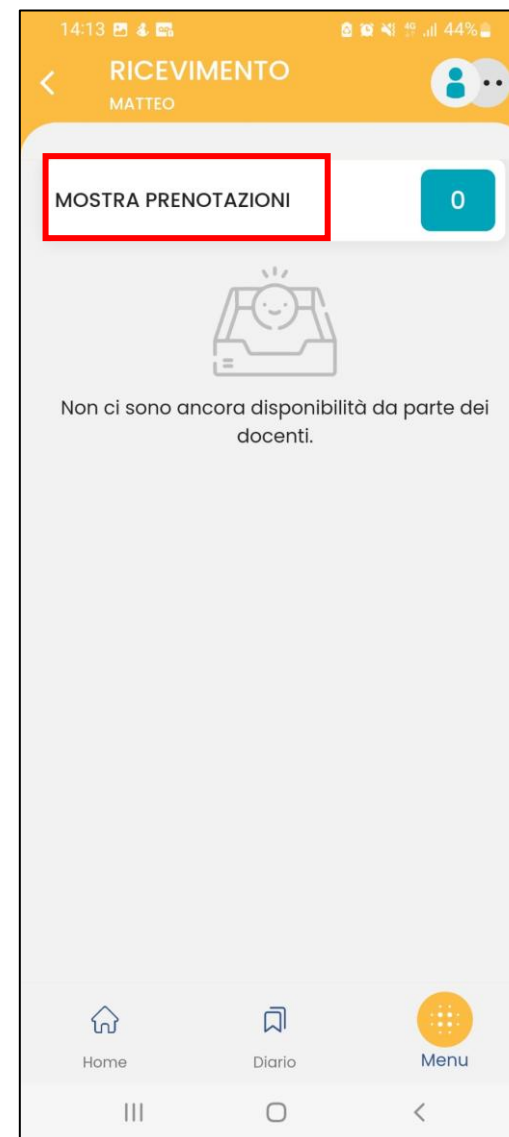 14:13 44%
RICEVIMENTO
MATTEO
MOSTRA PRENOTAZIONI 0
Non ci sono ancora disponibilità da parte dei
docenti.
Home Diario Menu